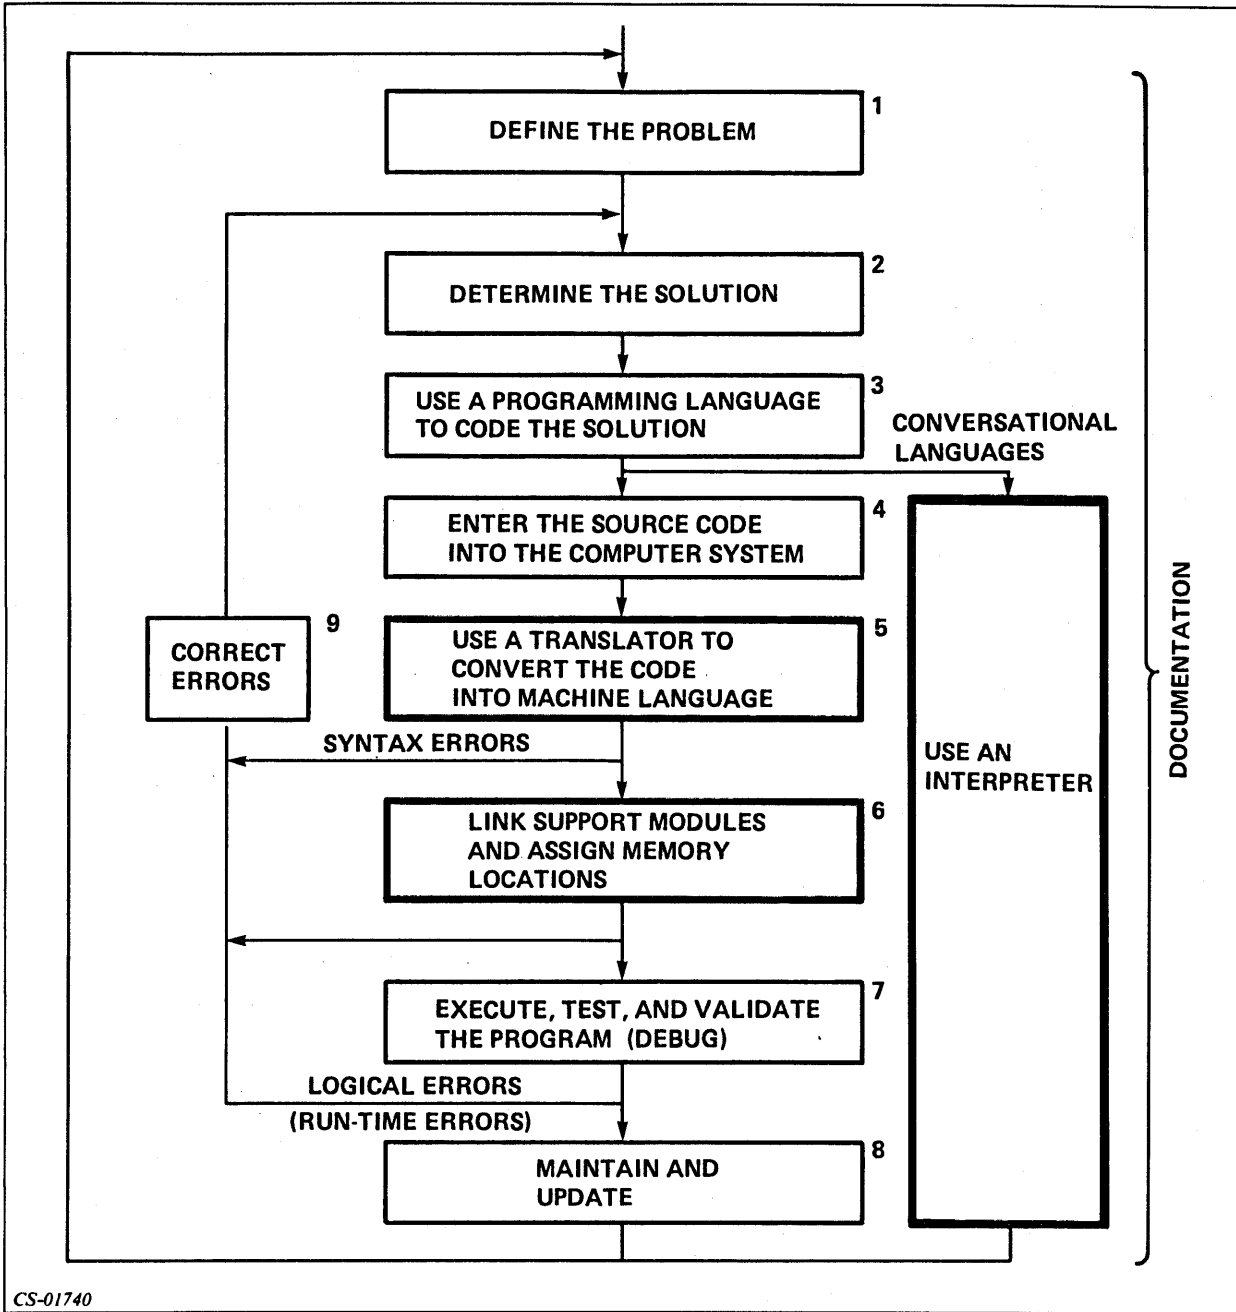 1
DEFINE THE PROBLEM
2
DETERMINE THE SOLUTION
3
USE A PROGRAMMING LANGUAGE
TO CODE THE SOLUTION
CONVERSATIONAL
LANGUAGES
4
ENTER THE SOURCE CODE
INTO THE COMPUTER SYSTEM
5
USE A TRANSLATOR TO
CONVERT THE CODE
INTO MACHINE LANGUAGE
9
CORRECT
ERRORS
SYNTAX ERRORS
6
LINK SUPPORT MODULES
AND ASSIGN MEMORY
LOCATIONS
USE AN
INTERPRETER
DOCUMENTATION
7
EXECUTE, TEST, AND VALIDATE
THE PROGRAM (DEBUG)
LOGICAL ERRORS
(RUN-TIME ERRORS)
8
MAINTAIN AND
UPDATE
CS-01740